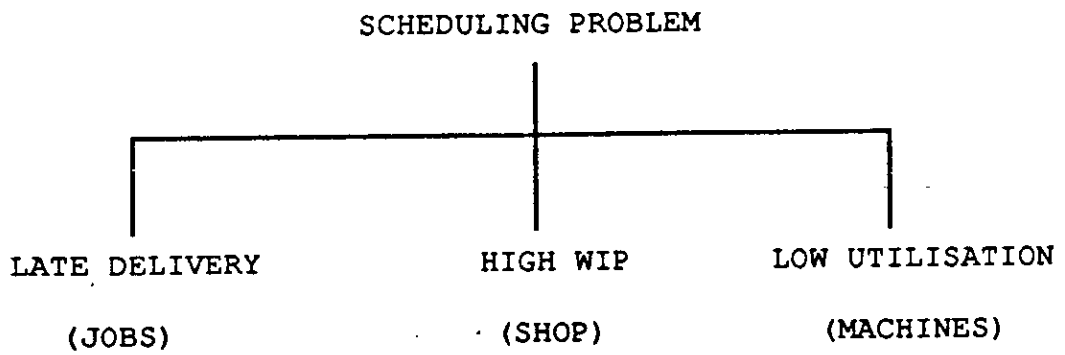 SCHEDULING PROBLEM
LATE DELIVERY HIGH WIP LOW UTILISATION
(JOBS) (SHOP) (MACHINES)